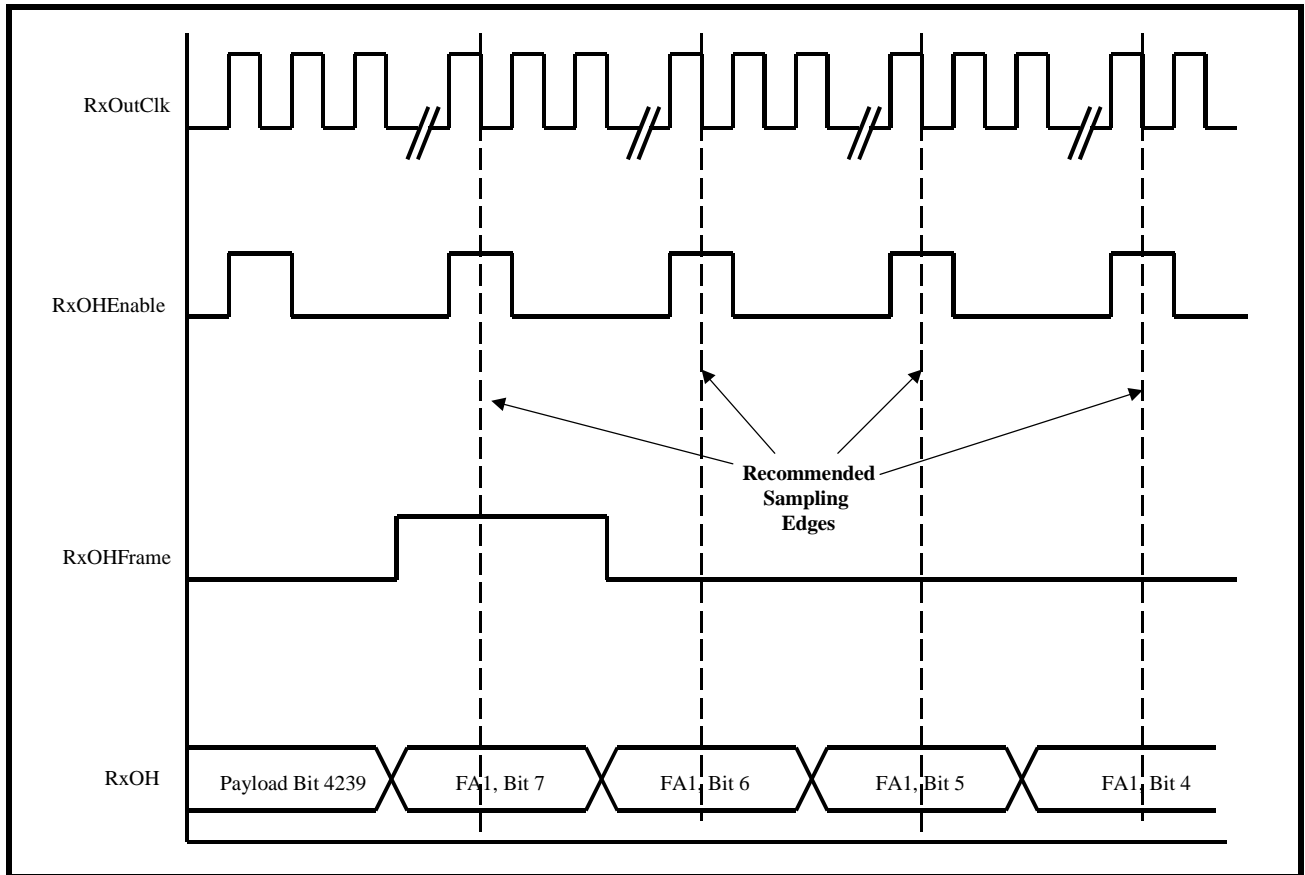 RxOutClk
RxOHEnable
Recommended
Sampling
Edges
RxOHFrame
RxOH
Payload Bit 4239
FA1, Bit 7
FA1, Bit 6
FA1, Bit 5
FA1, Bit 4